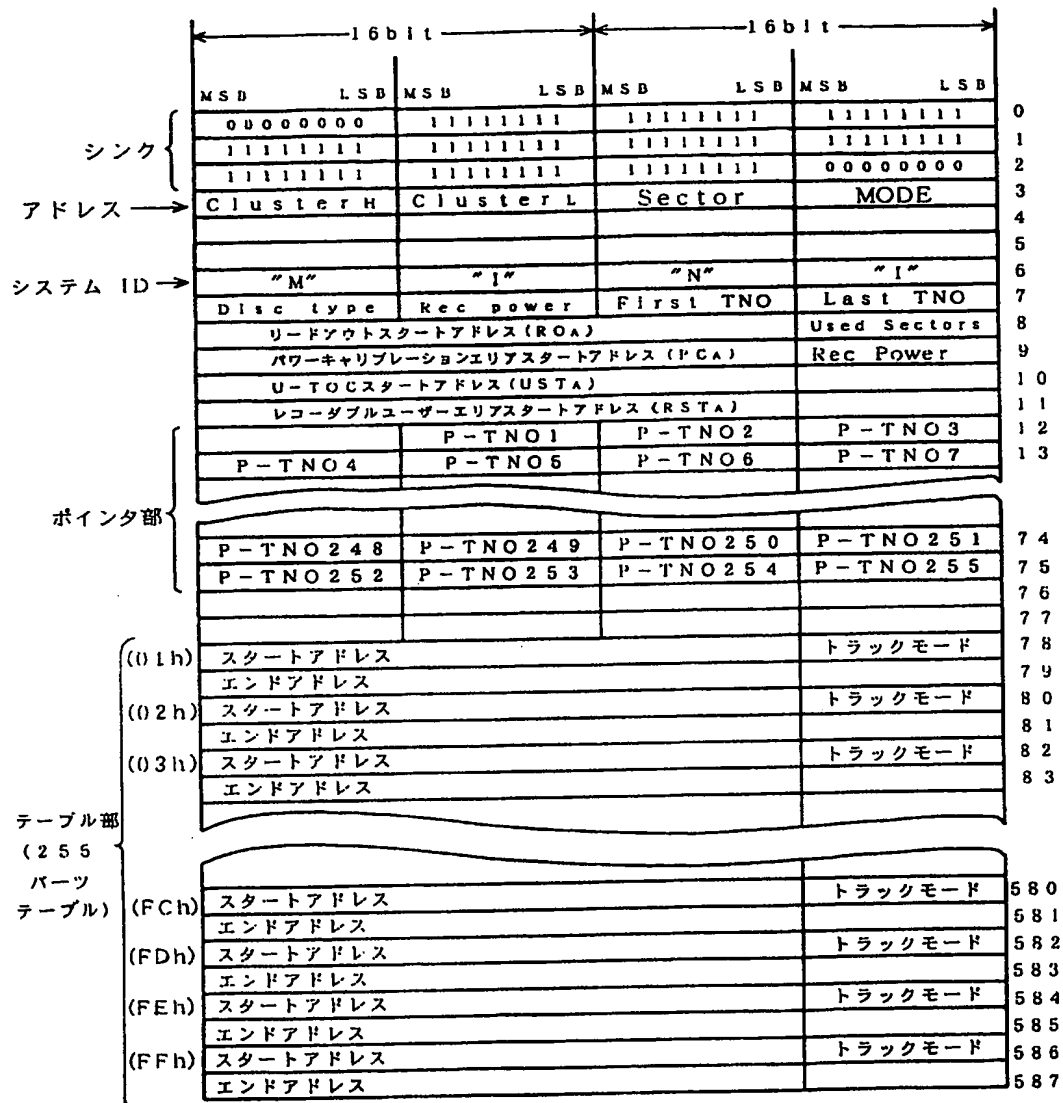 16bit 16bit
MSB LSB MSB LSB MSB LSB MSB LSB
00000000 11111111 11111111 11111111 0
シンク 11111111 11111111 11111111 11111111 1
11111111 11111111 11111111 00000000 2
アドレス ClusterH ClusterL Sector MODE 3
4
5
システム ID "M" "I" "N" "I" 6
Disc type Rec power First TNO Last TNO 7
リードアウトスタートアドレス(ROA) Used Sectors 8
パワーキャリブレーションエリアスタートアドレス(PCA) Rec Power 9
U-TOCスタートアドレス(USTA) 10
レコーダブルユーザーエリアスタートアドレス(RSTA) 11
P-TNO1 P-TNO2 P-TNO3 12
P-TNO4 P-TNO5 P-TNO6 P-TNO7 13
ポインタ部
P-TNO248 P-TNO249 P-TNO250 P-TNO251 74
P-TNO252 P-TNO253 P-TNO254 P-TNO255 75
76
77
(01h) スタートアドレス トラックモード 78
エンドアドレス 79
(02h) スタートアドレス トラックモード 80
エンドアドレス 81
(03h) スタートアドレス トラックモード 82
エンドアドレス 83
テーブル部
(255
パーツ
テーブル)
(FCh) スタートアドレス トラックモード 580
エンドアドレス 581
(FDh) スタートアドレス トラックモード 582
エンドアドレス 583
(FEh) スタートアドレス トラックモード 584
エンドアドレス 585
(FFh) スタートアドレス トラックモード 586
エンドアドレス 587